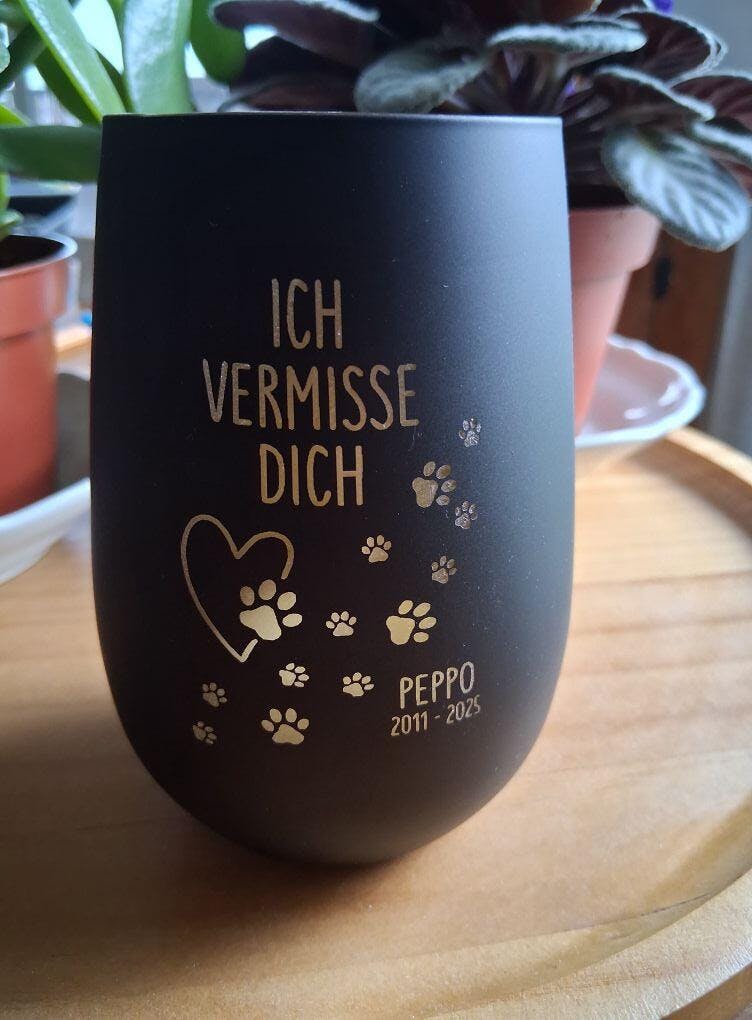 ICH
VERMISSE
DICH
PEPPO
2011 - 2025